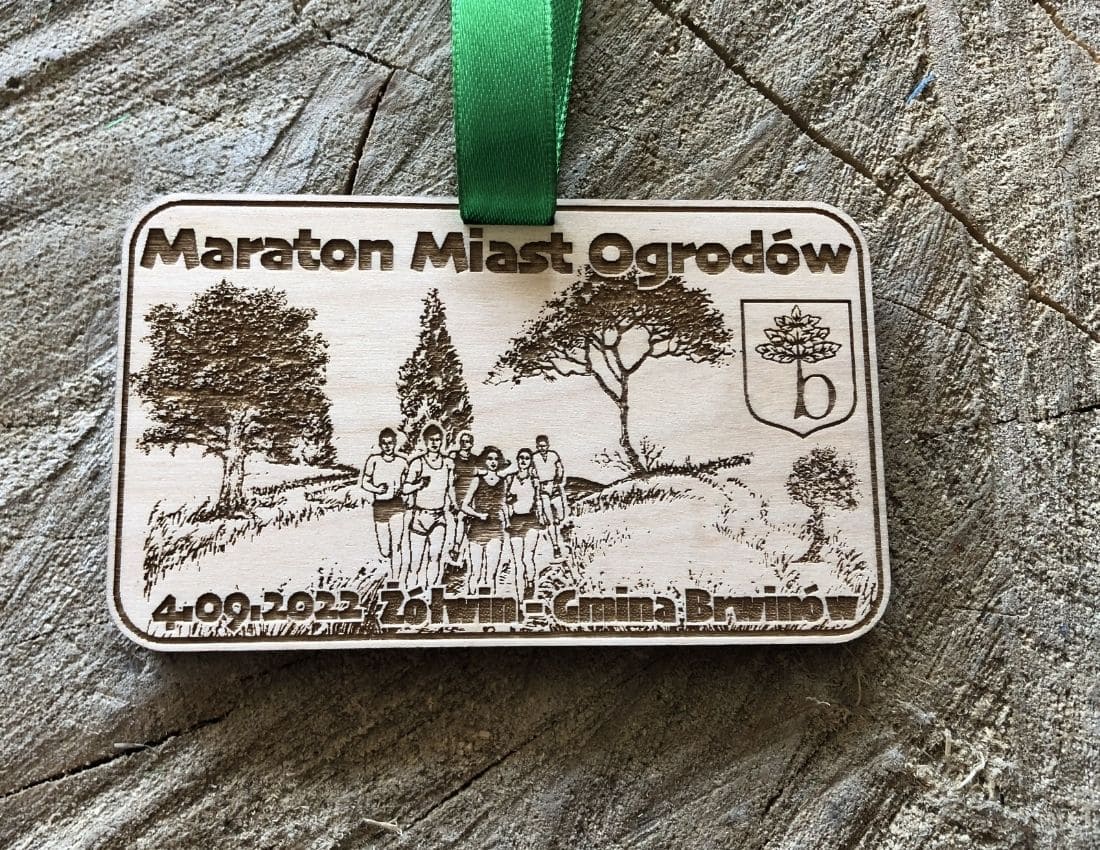 Maraton Miast Ogrodów
b
4.09.2022 Żółwin - Gmina Brwinów